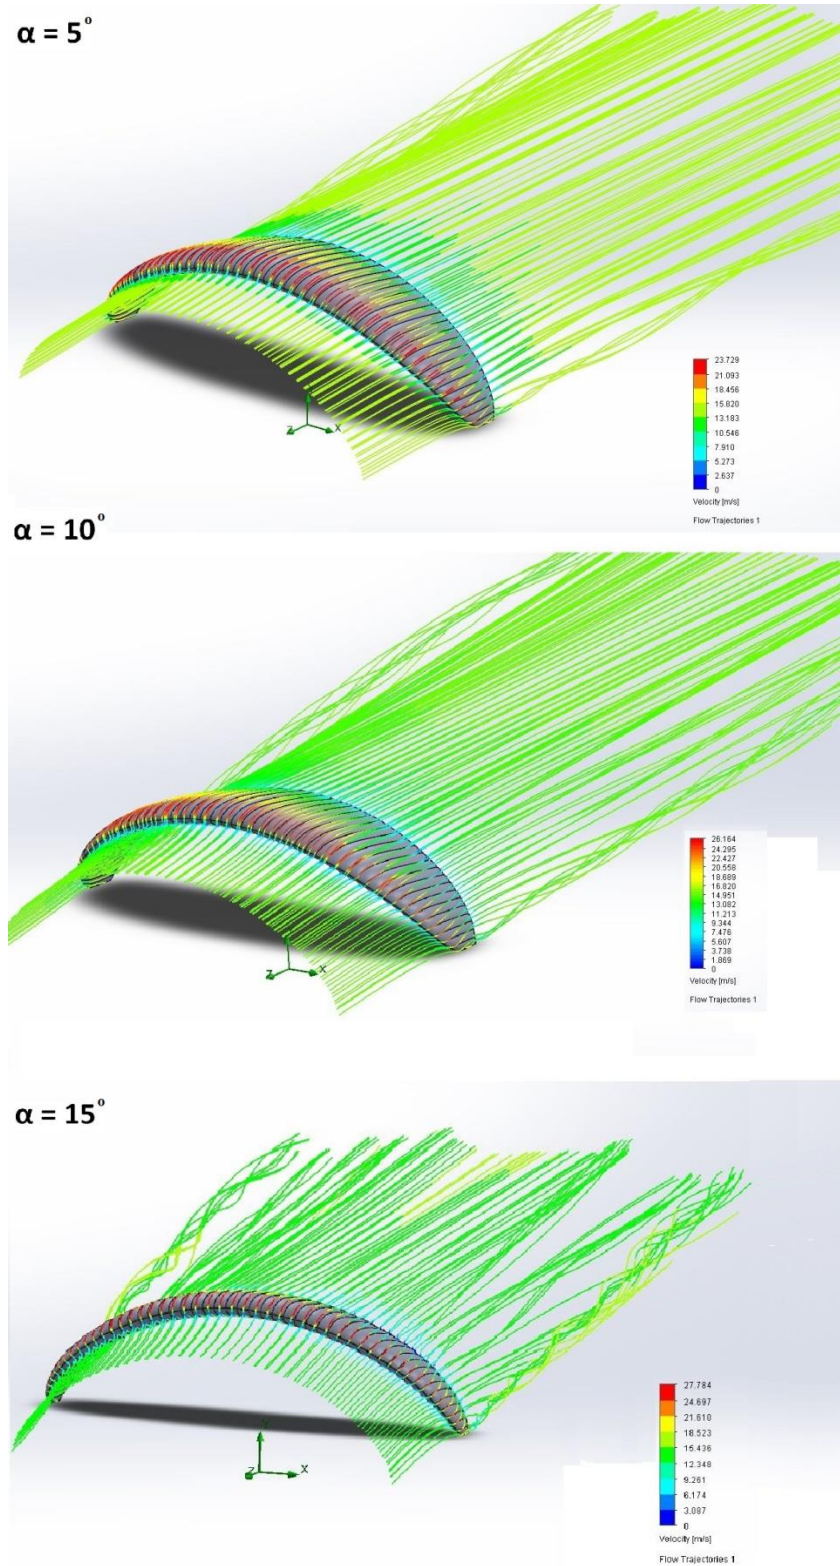 α = 5°
23.729
21.093
18.456
15.820
13.183
10.546
7.910
5.273
2.637
0
Velocity [m/s]
Flow Trajectories 1
Z
X
α = 10°
26.164
24.295
22.427
20.558
18.689
16.820
14.951
13.082
11.213
9.344
7.476
5.607
3.738
1.869
0
Velocity [m/s]
Flow Trajectories 1
Z
X
α = 15°
27.784
24.697
21.610
18.523
15.436
12.348
9.261
6.174
3.087
0
Velocity [m/s]
Flow Trajectories 1
Y
Z
X